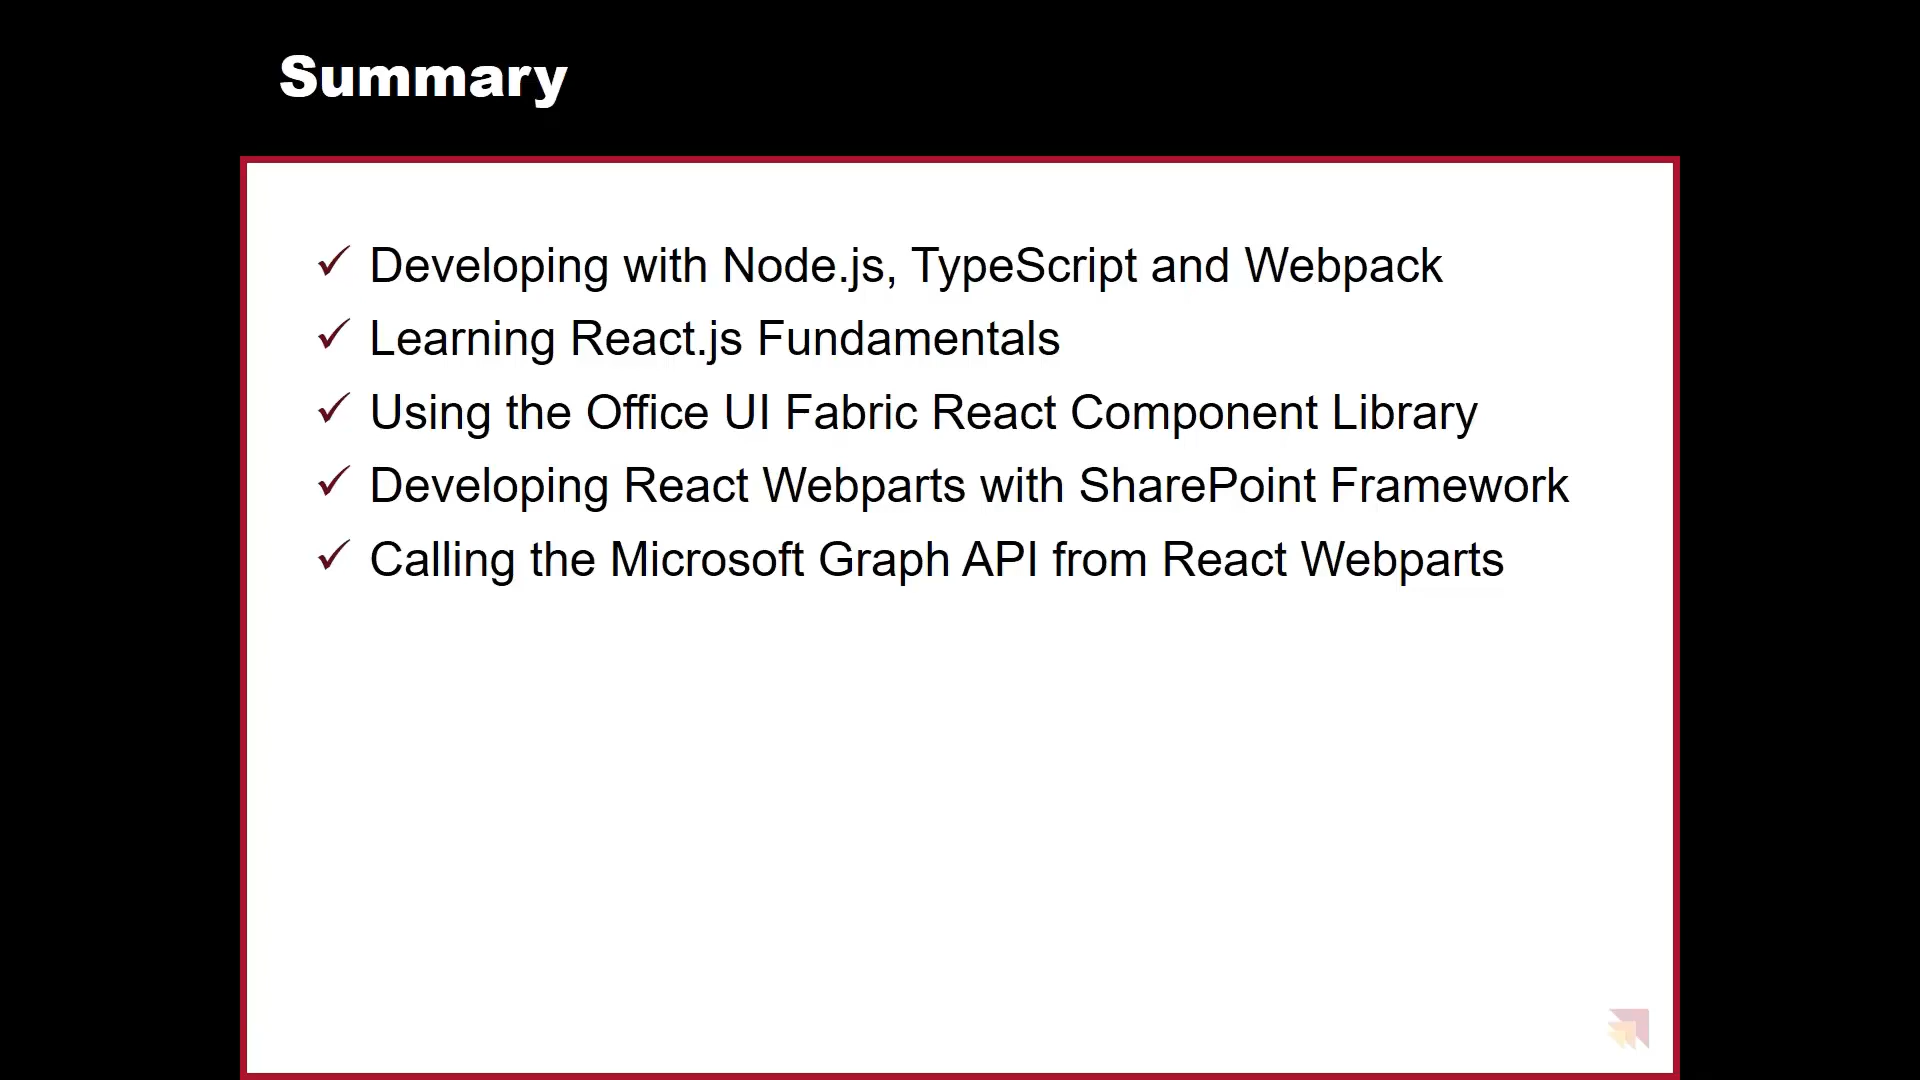 Summary
Developing with Node.js, TypeScript and Webpack
Learning React.js Fundamentals
Using the Office UI Fabric React Component Library
Developing React Webparts with SharePoint Framework
Calling the Microsoft Graph API from React Webparts